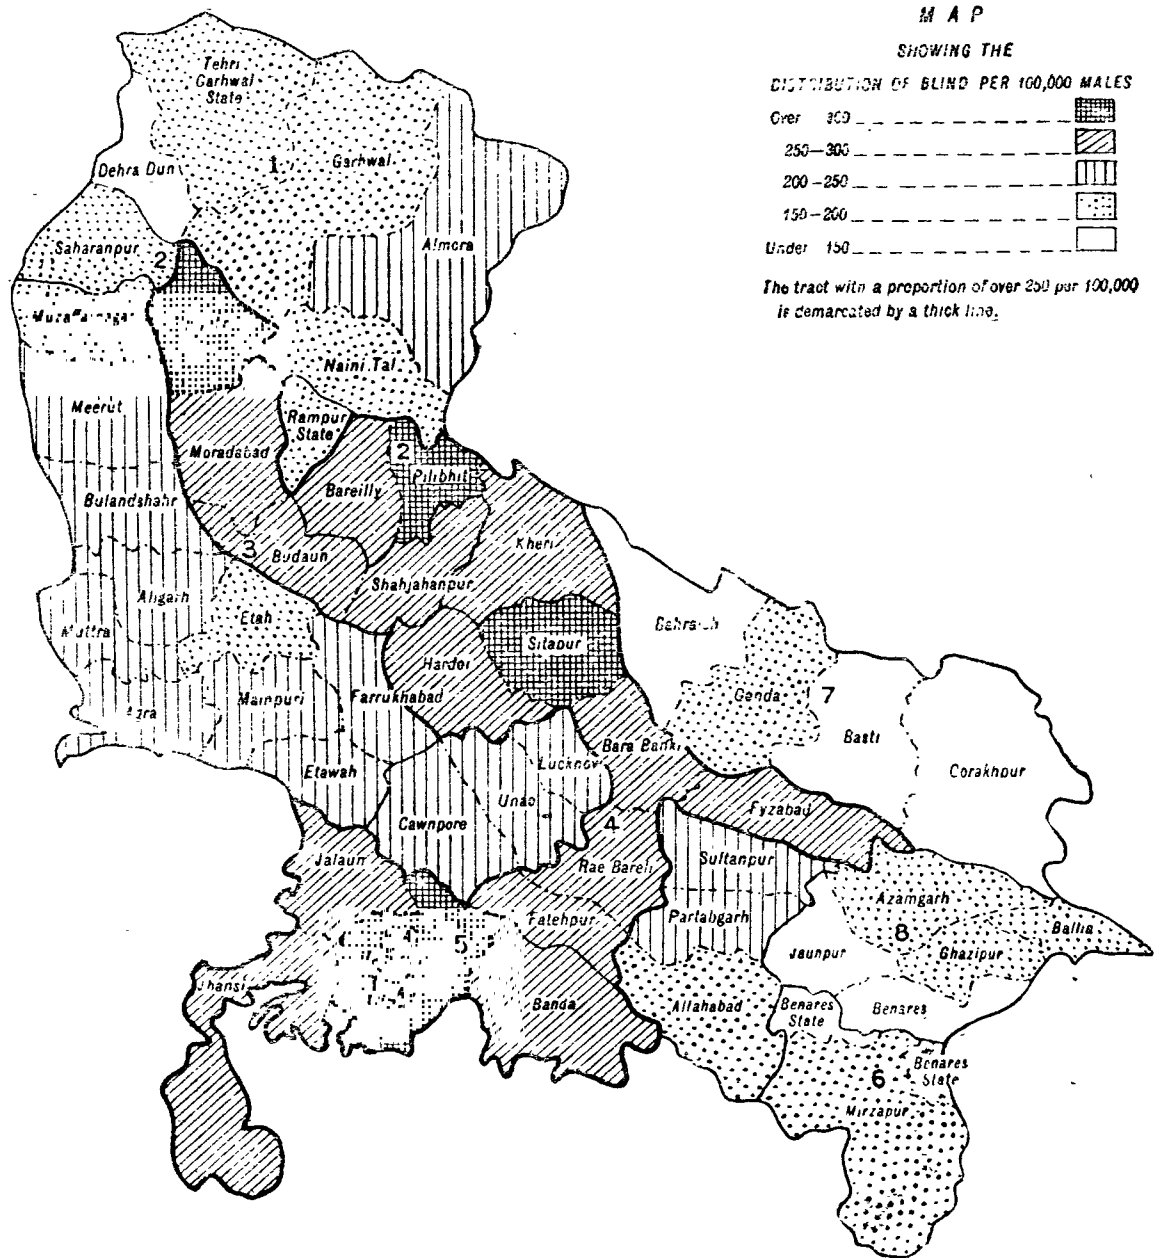 MAP
SHOWING THE
DISTRIBUTION OF BLIND PER 100,000 MALES
Over 300
250-300
200-250
150-200
Under 150
The tract with a proportion of over 250 per 100,000
is demarcated by a thick line.
Tehri
Garhwal
State
1
Garhwal
Dehra Dun
Almora
Saharanpur
2
Naini Tal
Meerut
Rampur
State
Moradabad
2
Pilibhit
Bareilly
Bulandshahr
3
Budaun
Kheri
Shahjahanpur
Aligarh
Etah
Muttra
Sitapur
Hardoi
Mainpuri
Farrukhabad
Agra
Gonda
7
Basti
Bara Banki
Lucknow
Etawah
Gorakhpur
Unao
Fyzabad
Cawnpore
4
Jalaun
Rae Bareli
Sultanpur
Azamgarh
Fatehpur
Partabgarh
Ballia
8
5
Jaunpur
Ghazipur
Jhansi
Banda
Allahabad
Benares
State
Benares
Benares
State
6
Mirzapur